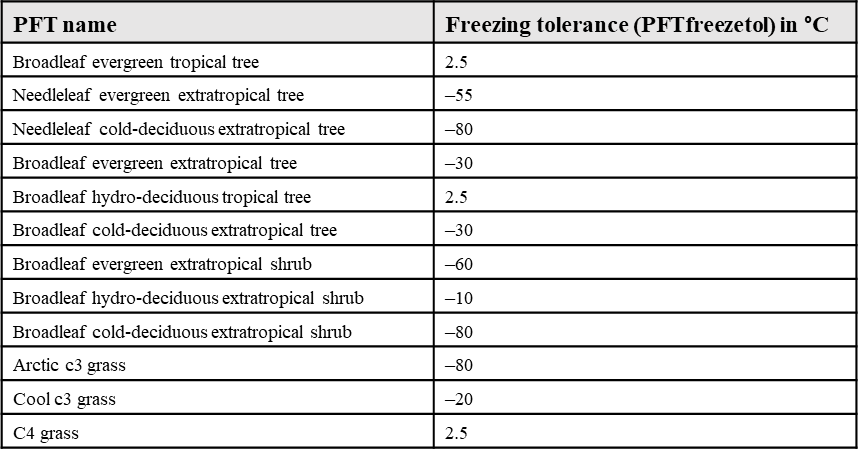 PFT name Freezing tolerance (PFTfreezetol) in °C
Broadleaf evergreen tropical tree 2.5
Needleleaf evergreen extratropical tree –55
Needleleaf cold-deciduous extratropical tree –80
Broadleaf evergreen extratropical tree –30
Broadleaf hydro-deciduous tropical tree 2.5
Broadleaf cold-deciduous extratropical tree –30
Broadleaf evergreen extratropical shrub –60
Broadleaf hydro-deciduous extratropical shrub –10
Broadleaf cold-deciduous extratropical shrub –80
Arctic c3 grass –80
Cool c3 grass –20
C4 grass 2.5